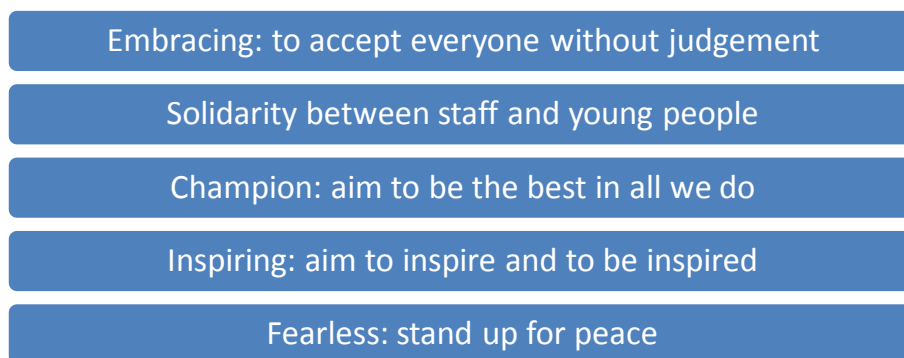 Embracing: to accept everyone without judgement
Solidarity between staff and young people
Champion: aim to be the best in all we do
Inspiring: aim to inspire and to be inspired
Fearless: stand up for peace